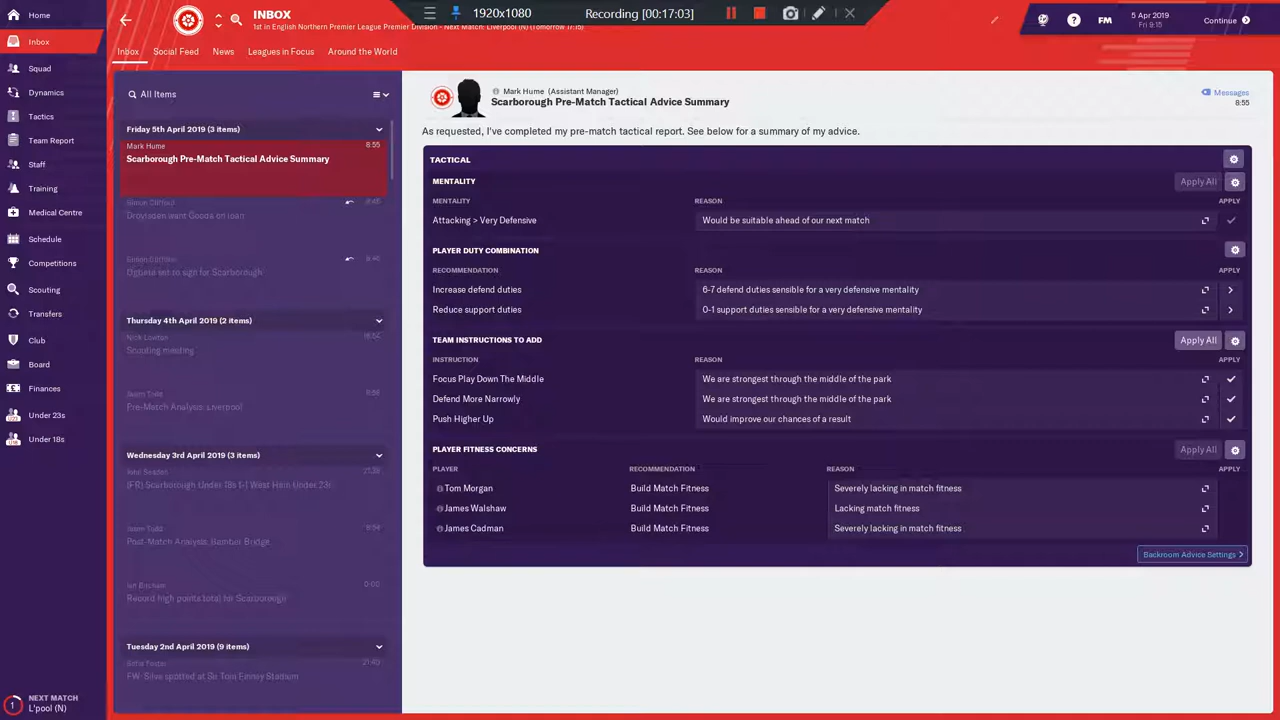 Home
Inbox
Squad
Dynamics
Tactics
Team Report
Staff
Training
Medical Centre
Schedule
Competitions
Scouting
Transfers
Club
Board
Finances
Under 23s
Under 18s
1 NEXT MATCH
L'pool (N)
INBOX
1st in English Northern Premier League Premier Division - Next Match: Liverpool (N) (Tomorrow 17:15)
1920x1080 Recording [00:17:03]
FM 5 Apr 2019
Fri 9:15
Continue
Inbox Social Feed News Leagues in Focus Around the World
All Items
Friday 5th April 2019 (3 items)
Mark Hume 8:55
Scarborough Pre-Match Tactical Advice Summary
Droylsden want Goode on loan
Ogbebe set to sign for Scarborough
Thursday 4th April 2019 (2 items)
Scouting meeting
Jason Todd 8:56
Pre-Match Analysis: Liverpool
Wednesday 3rd April 2019 (3 items)
(FR) Scarborough Under 18s 1-1 West Ham Under 23s
Jason Todd 8:54
Post-Match Analysis: Bamber Bridge
0:00
Record high points total for Scarborough
Tuesday 2nd April 2019 (9 items)
21:40
FW: Silva spotted at Sir Tom Finney Stadium
Mark Hume (Assistant Manager)
Scarborough Pre-Match Tactical Advice Summary
Messages
8:55
As requested, I've completed my pre-match tactical report. See below for a summary of my advice.
TACTICAL
MENTALITY Apply All
MENTALITY REASON APPLY
Attacking > Very Defensive Would be suitable ahead of our next match
PLAYER DUTY COMBINATION
RECOMMENDATION REASON APPLY
Increase defend duties 6-7 defend duties sensible for a very defensive mentality
Reduce support duties 0-1 support duties sensible for a very defensive mentality
TEAM INSTRUCTIONS TO ADD Apply All
INSTRUCTION REASON APPLY
Focus Play Down The Middle We are strongest through the middle of the park
Defend More Narrowly We are strongest through the middle of the park
Push Higher Up Would improve our chances of a result
PLAYER FITNESS CONCERNS Apply All
PLAYER RECOMMENDATION REASON APPLY
Tom Morgan Build Match Fitness Severely lacking in match fitness
James Walshaw Build Match Fitness Lacking match fitness
James Cadman Build Match Fitness Severely lacking in match fitness
Backroom Advice Settings